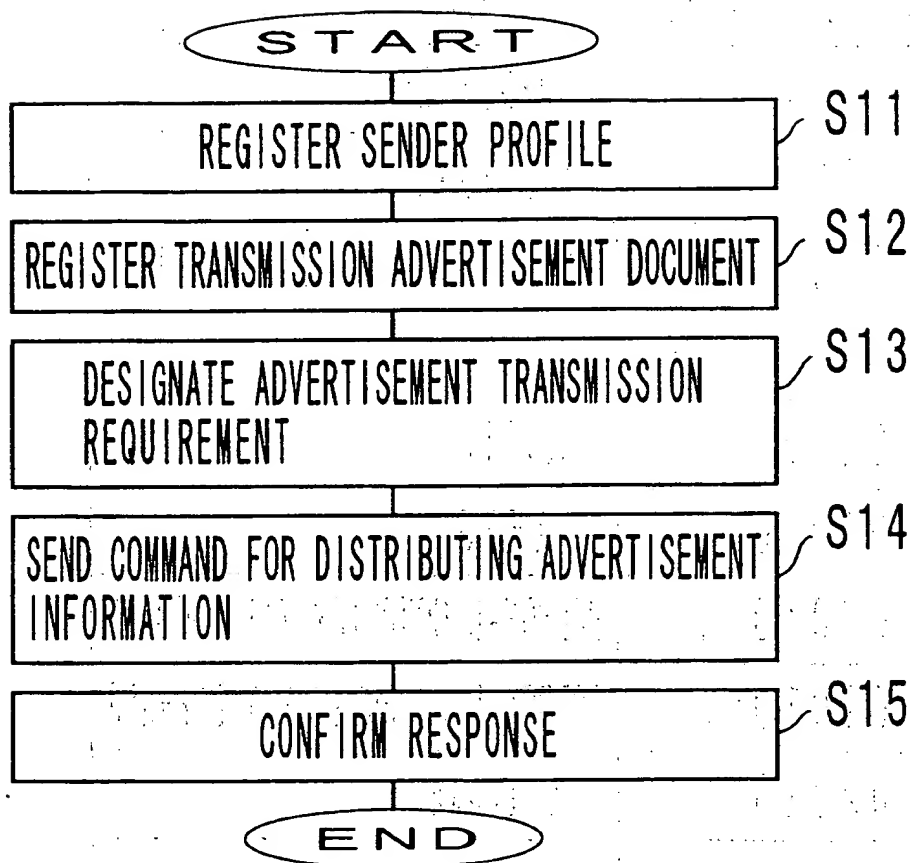 START
REGISTER SENDER PROFILE
S11
REGISTER TRANSMISSION ADVERTISEMENT DOCUMENT
S12
DESIGNATE ADVERTISEMENT TRANSMISSION
REQUIREMENT
S13
SEND COMMAND FOR DISTRIBUTING ADVERTISEMENT
INFORMATION
S14
CONFIRM RESPONSE
S15
END